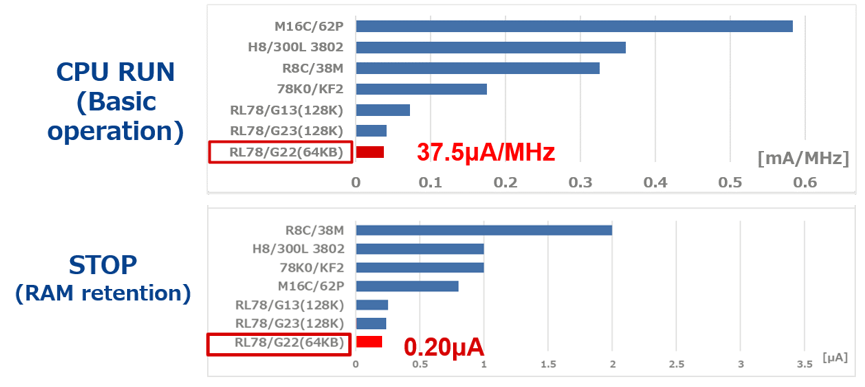 CPU RUN
(Basic
operation)
M16C/62P
H8/300L 3802
R8C/38M
78K0/KF2
RL78/G13(128K)
RL78/G23(128K)
RL78/G22(64KB)
37.5µA/MHz
[mA/MHz]
0 0.1 0.2 0.3 0.4 0.5 0.6
STOP
(RAM retention)
R8C/38M
H8/300L 3802
78K0/KF2
M16C/62P
RL78/G13(128K)
RL78/G23(128K)
RL78/G22(64KB)
0.20µA
0 0.5 1 1.5 2 2.5 3 3.5 [µA]